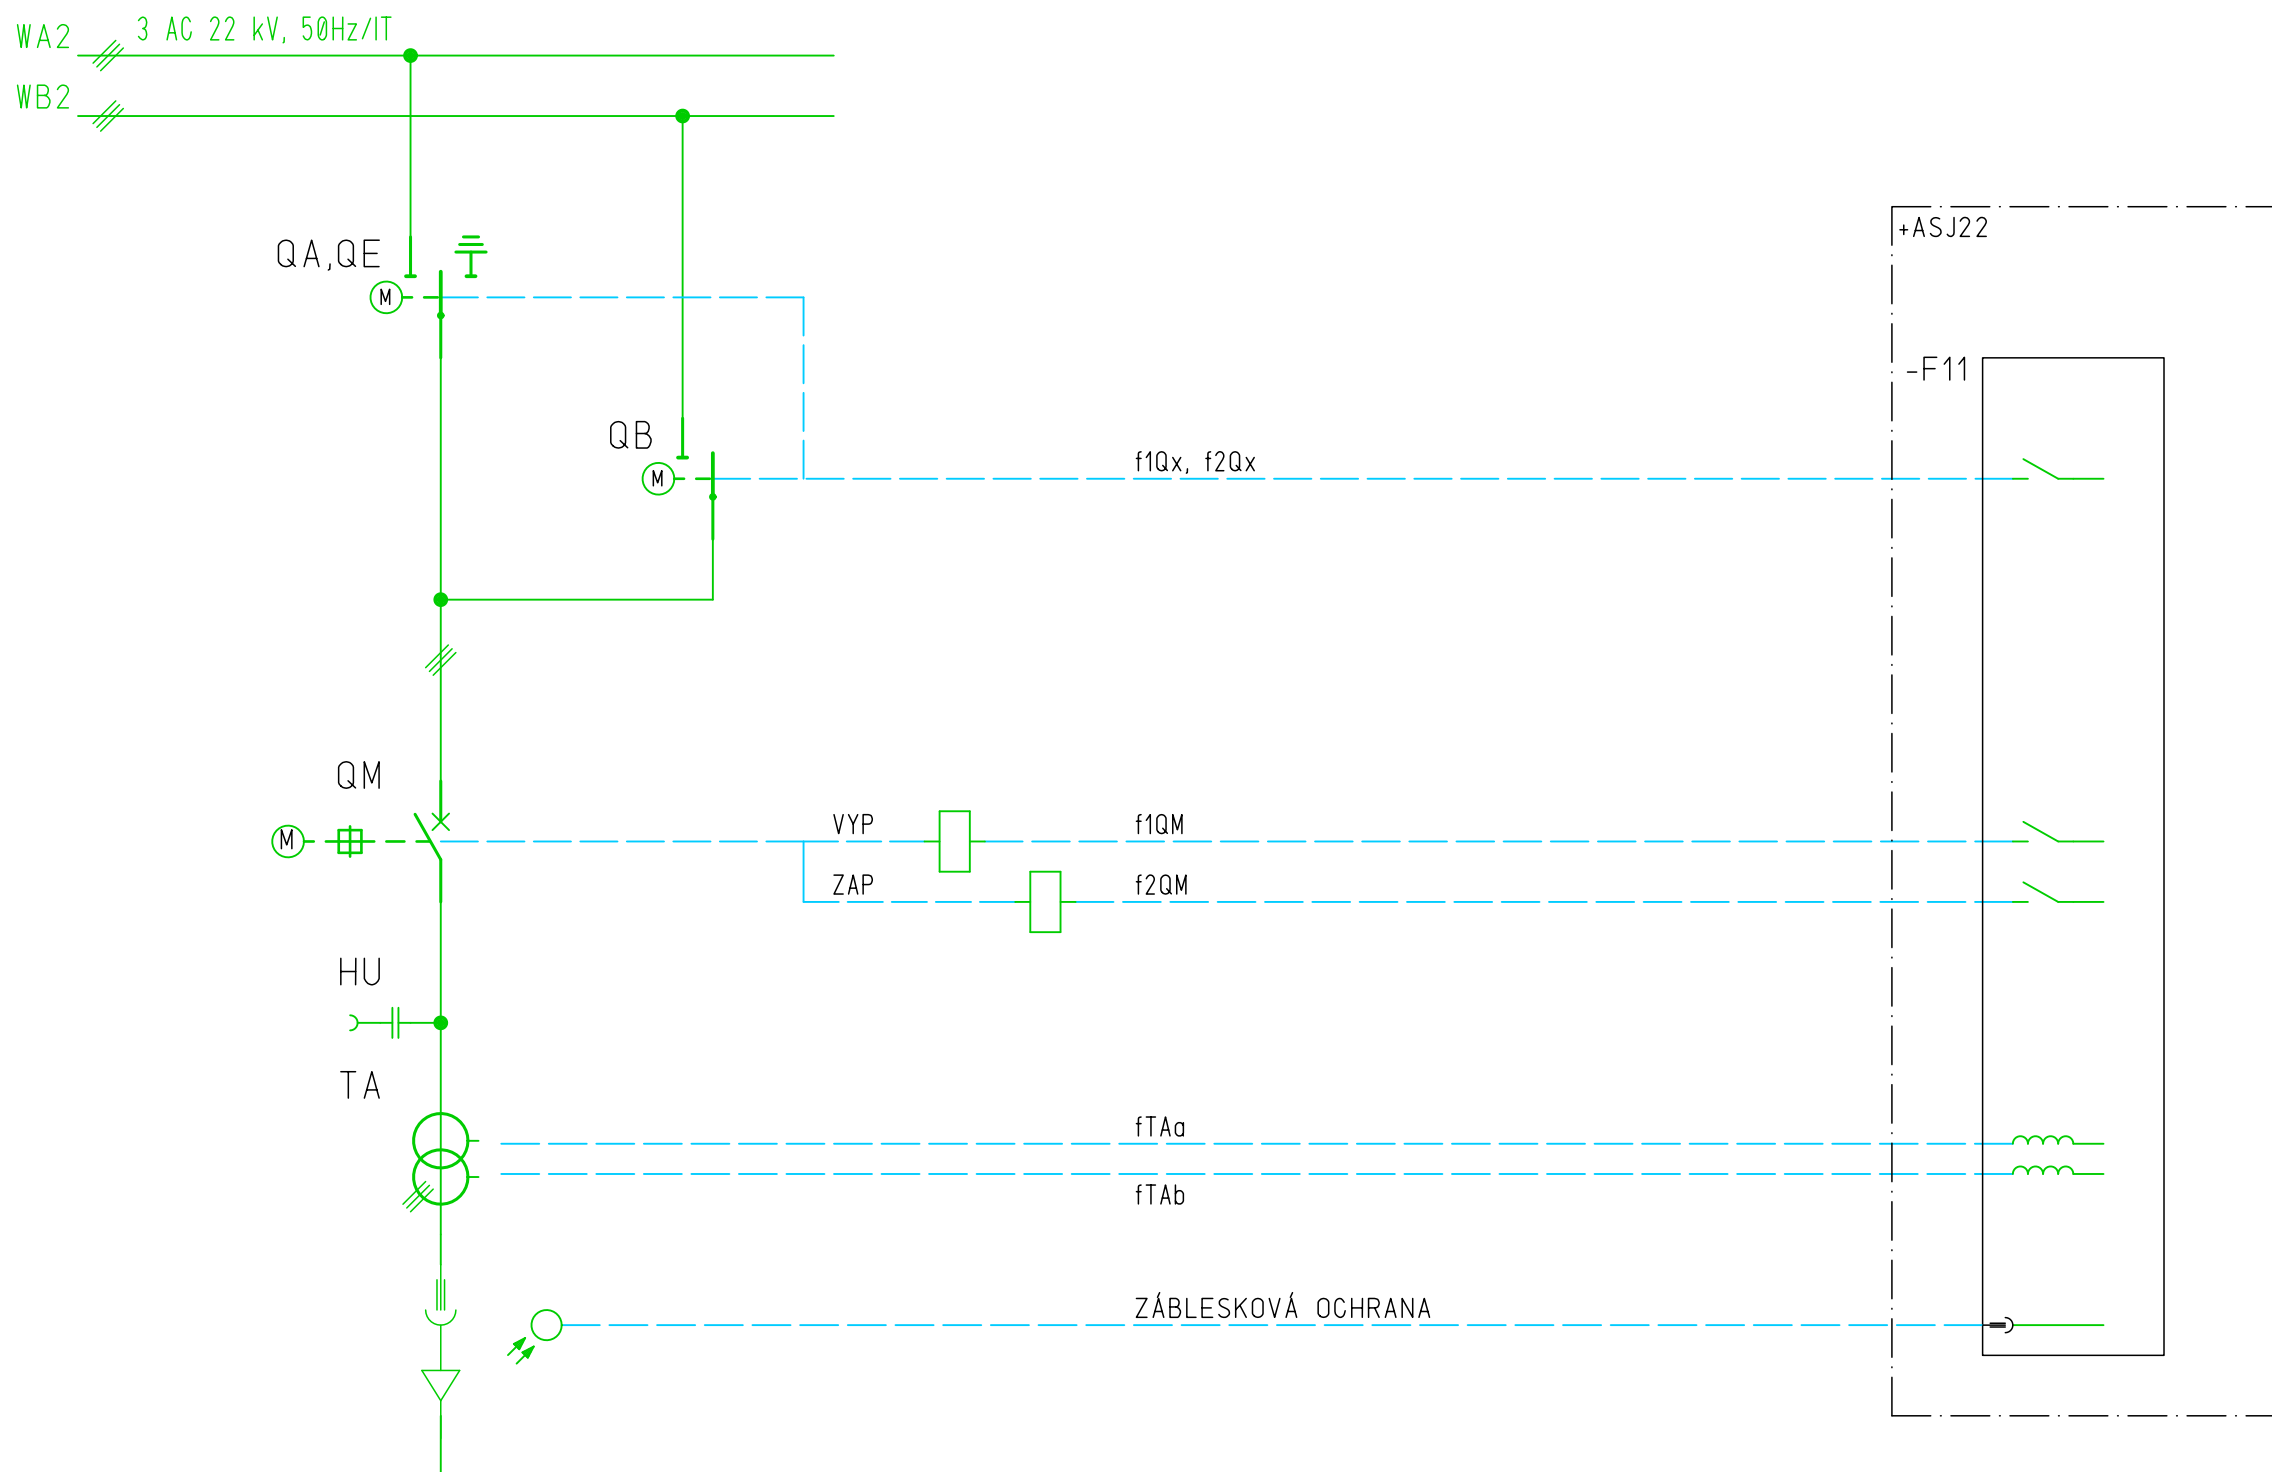 WA2
3 AC 22 kV, 50Hz/IT
WB2
+ASJ22
QA,QE
M
-F11
QB
M
f1Qx, f2Qx
QM
M
VYP
f1QM
ZAP
f2QM
HU
TA
fTAa
fTAb
ZÁBLESKOVÁ OCHRANA